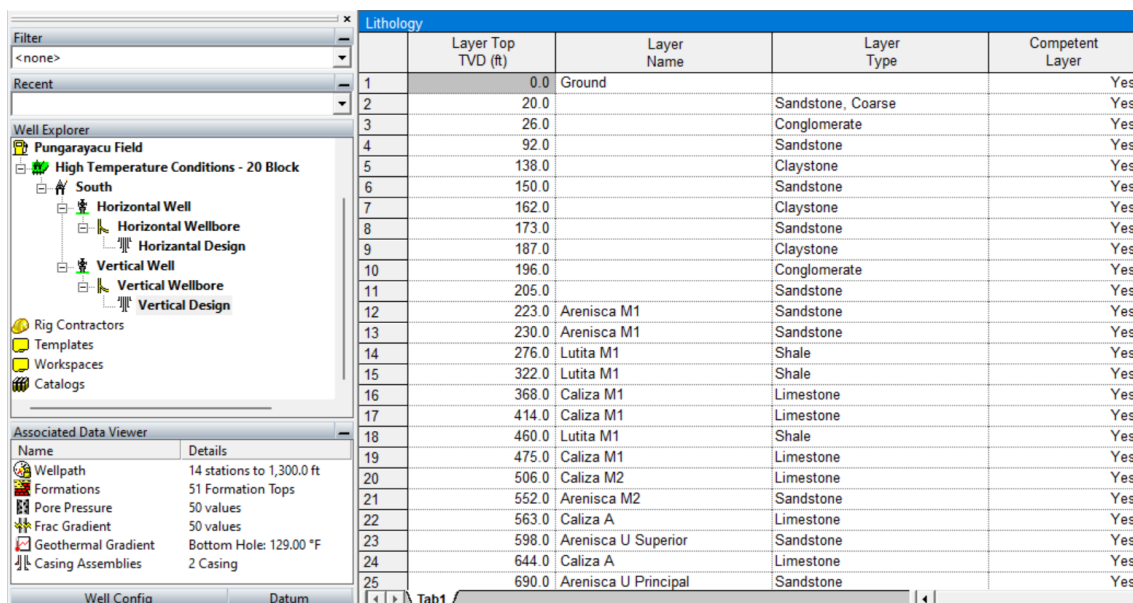 ×
Filter
<none>
Recent
Well Explorer
Pungarayacu Field
High Temperature Conditions - 20 Block
South
Horizontal Well
Horizontal Wellbore
Horizantal Design
Vertical Well
Vertical Wellbore
Vertical Design
Rig Contractors
Templates
Workspaces
Catalogs
Associated Data Viewer
Name Details
Wellpath 14 stations to 1,300.0 ft
Formations 51 Formation Tops
Pore Pressure 50 values
Frac Gradient 50 values
Geothermal Gradient Bottom Hole: 129.00 °F
Casing Assemblies 2 Casing
Well Config Datum
Lithology
Layer Top TVD (ft) Layer Name Layer Type Competent Layer
1 0.0 Ground Yes
2 20.0 Sandstone, Coarse Yes
3 26.0 Conglomerate Yes
4 92.0 Sandstone Yes
5 138.0 Claystone Yes
6 150.0 Sandstone Yes
7 162.0 Claystone Yes
8 173.0 Sandstone Yes
9 187.0 Claystone Yes
10 196.0 Conglomerate Yes
11 205.0 Sandstone Yes
12 223.0 Arenisca M1 Sandstone Yes
13 230.0 Arenisca M1 Sandstone Yes
14 276.0 Lutita M1 Shale Yes
15 322.0 Lutita M1 Shale Yes
16 368.0 Caliza M1 Limestone Yes
17 414.0 Caliza M1 Limestone Yes
18 460.0 Lutita M1 Shale Yes
19 475.0 Caliza M1 Limestone Yes
20 506.0 Caliza M2 Limestone Yes
21 552.0 Arenisca M2 Sandstone Yes
22 563.0 Caliza A Limestone Yes
23 598.0 Arenisca U Superior Sandstone Yes
24 644.0 Caliza A Limestone Yes
25 690.0 Arenisca U Principal Sandstone Yes
Tab1